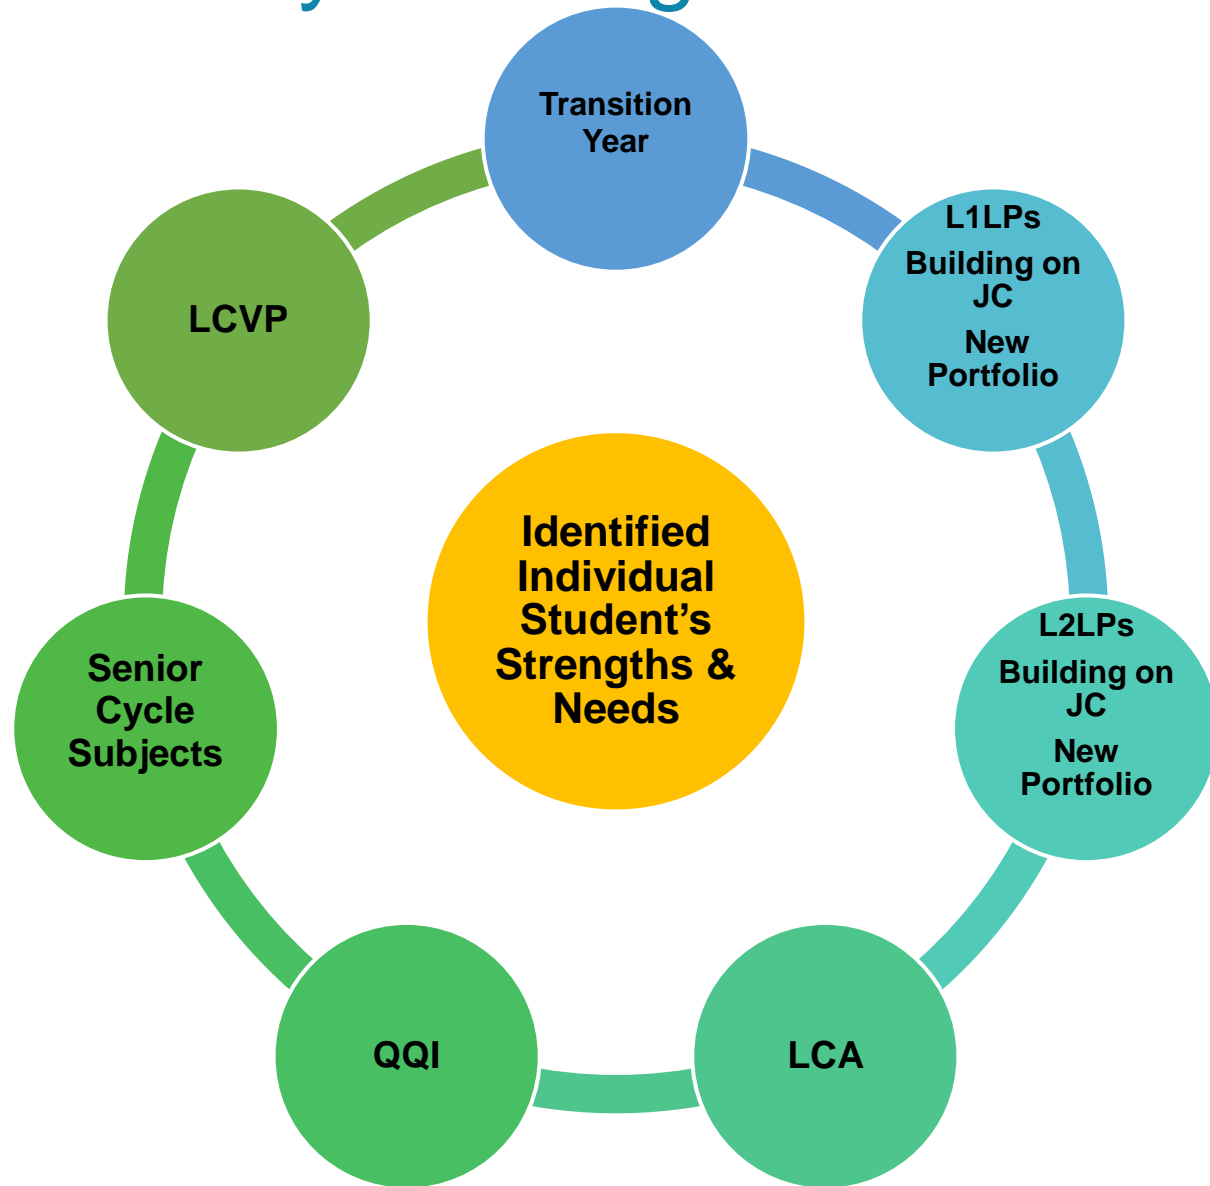 Transition
Year
L1LPs
Building on
JC
New
Portfolio
L2LPs
Building on
JC
New
Portfolio
LCA
QQI
Senior
Cycle
Subjects
LCVP
Identified
Individual
Student’s
Strengths &
Needs